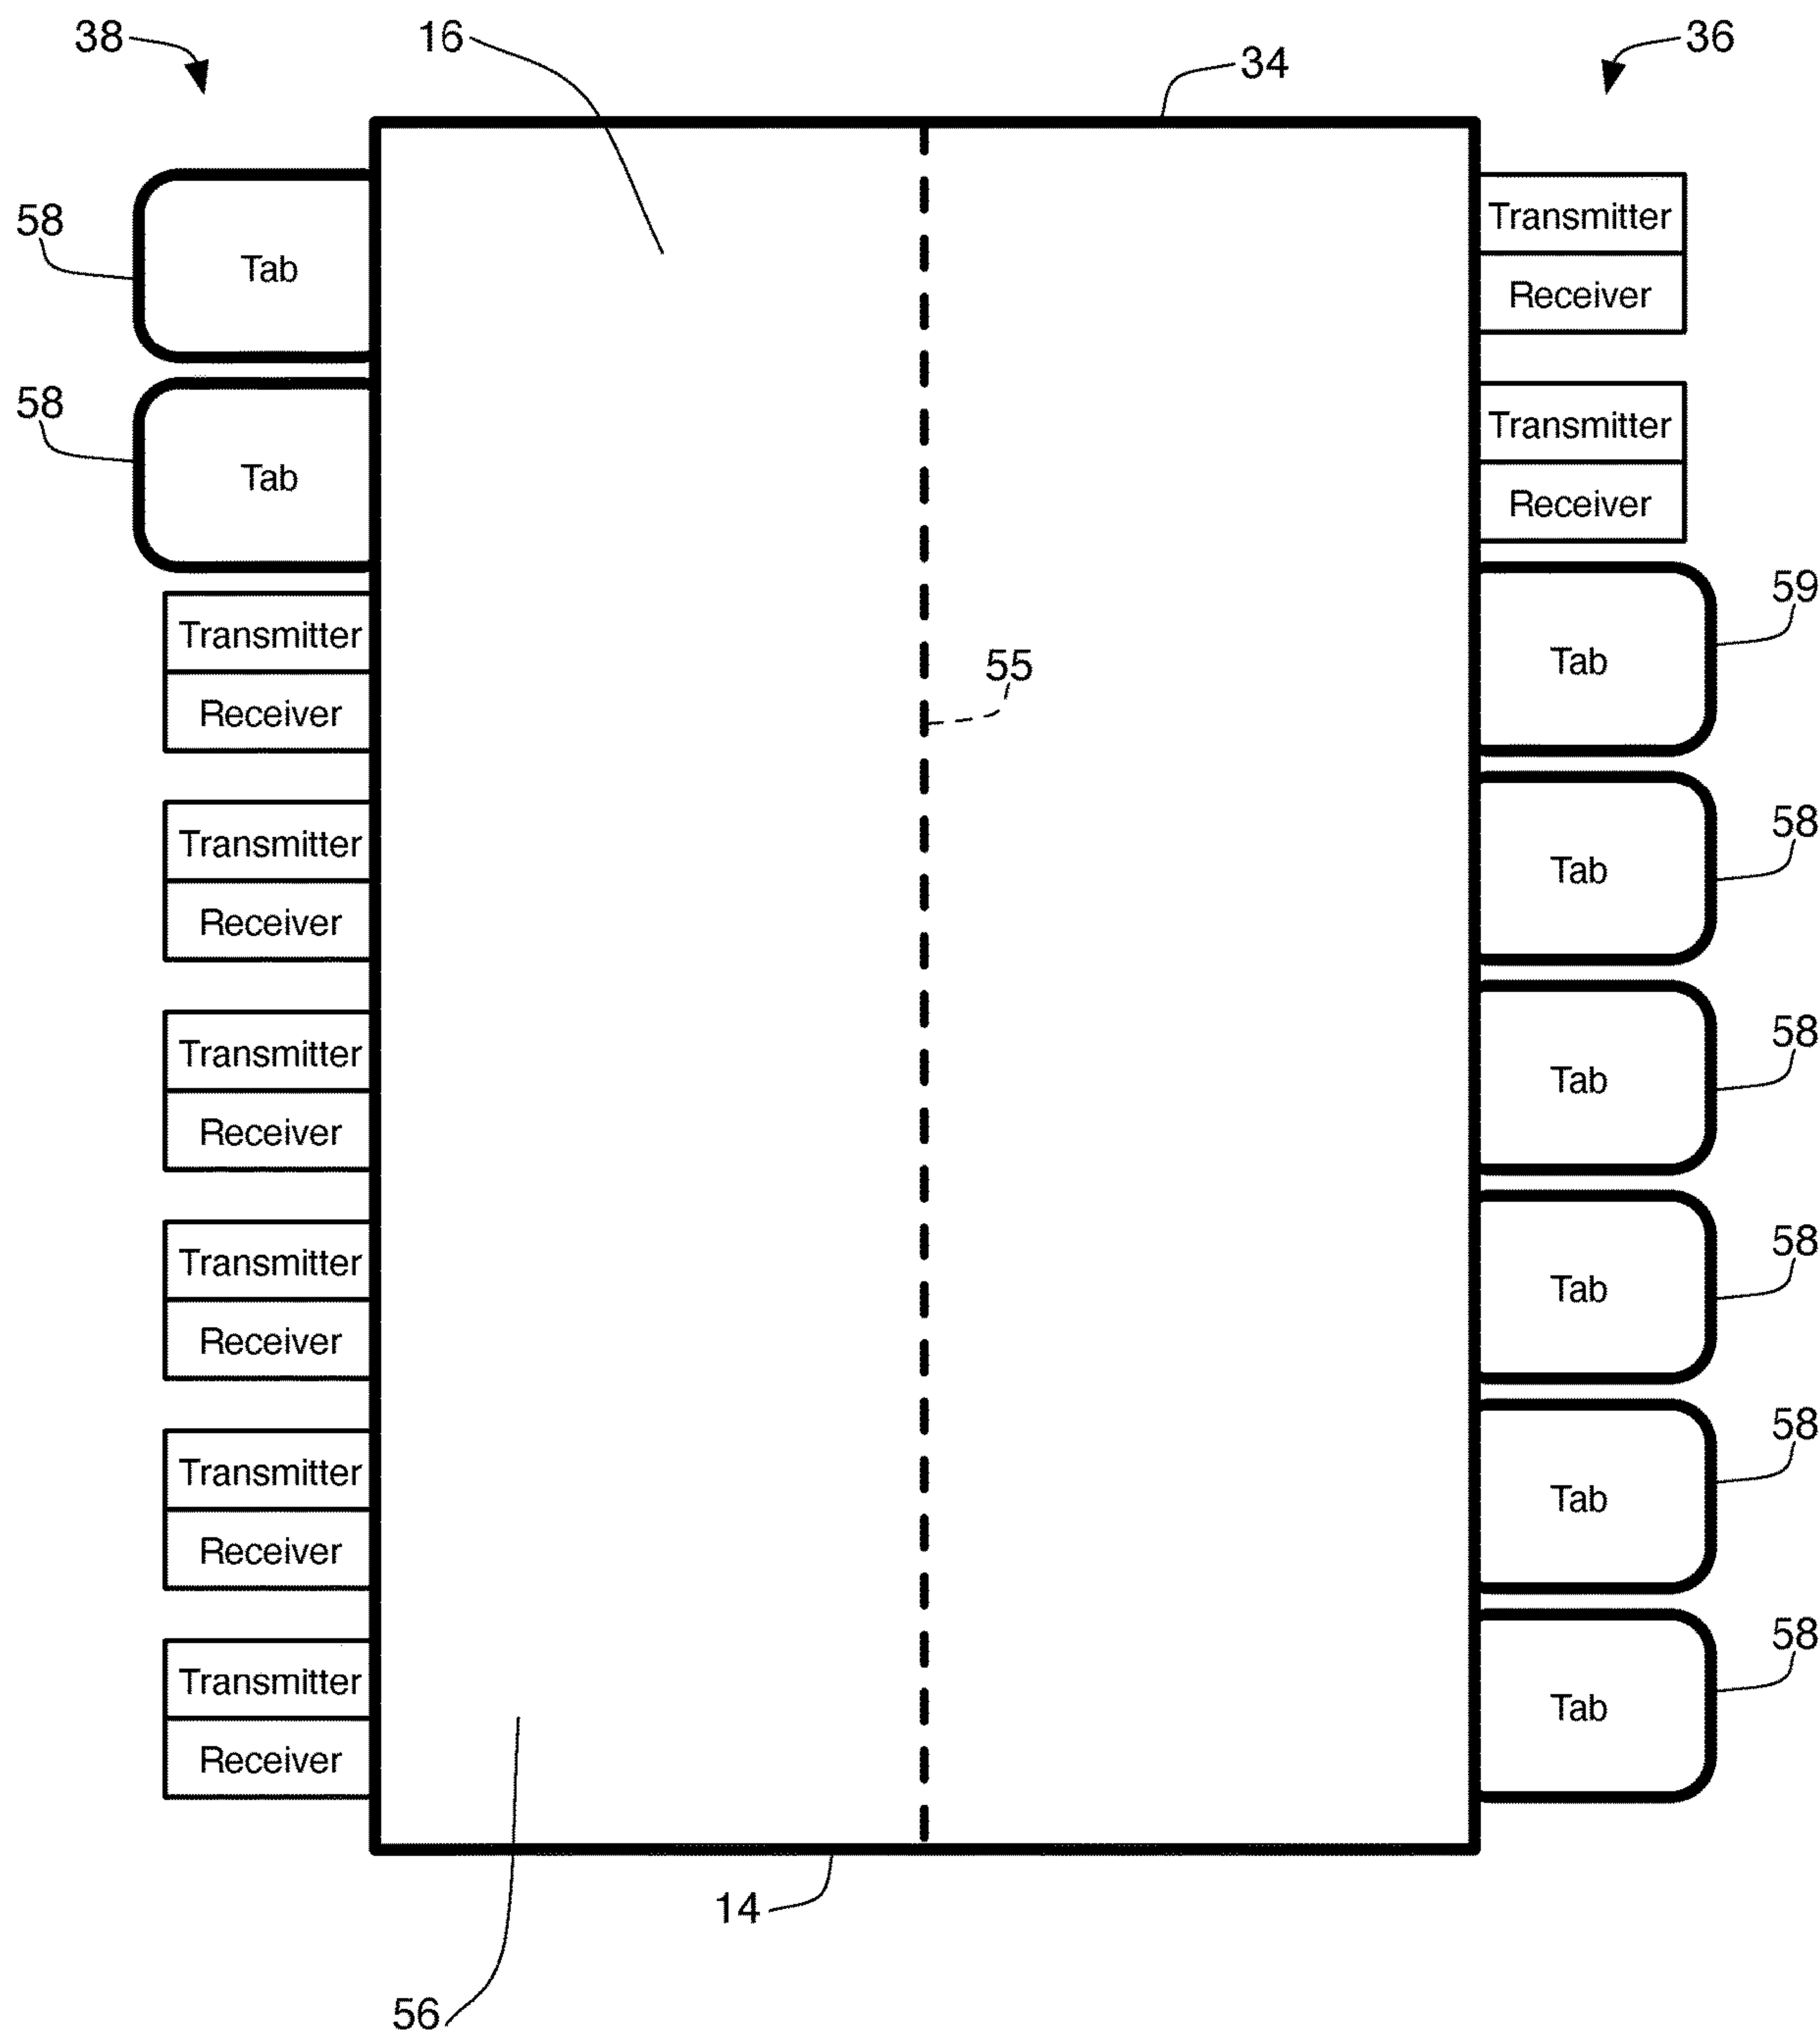 38
16
34
36
58
Tab
Transmitter
Receiver
58
Tab
Transmitter
Receiver
59
Transmitter
Receiver
55
Tab
58
Transmitter
Receiver
Tab
58
Transmitter
Receiver
Tab
58
Transmitter
Receiver
Tab
58
Transmitter
Receiver
Tab
58
Transmitter
Receiver
Tab
14
56